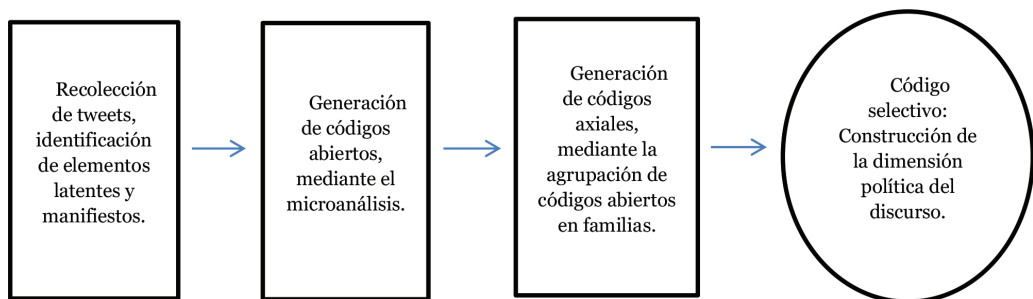 Recolección
de tweets,
identificación
de elementos
latentes y
manifiestos.
Generación
de códigos
abiertos,
mediante el
microanálisis.
Generación
de códigos
axiales,
mediante la
agrupación de
códigos abiertos
en familias.
Código
selectivo:
Construcción de
la dimensión
política del
discurso.